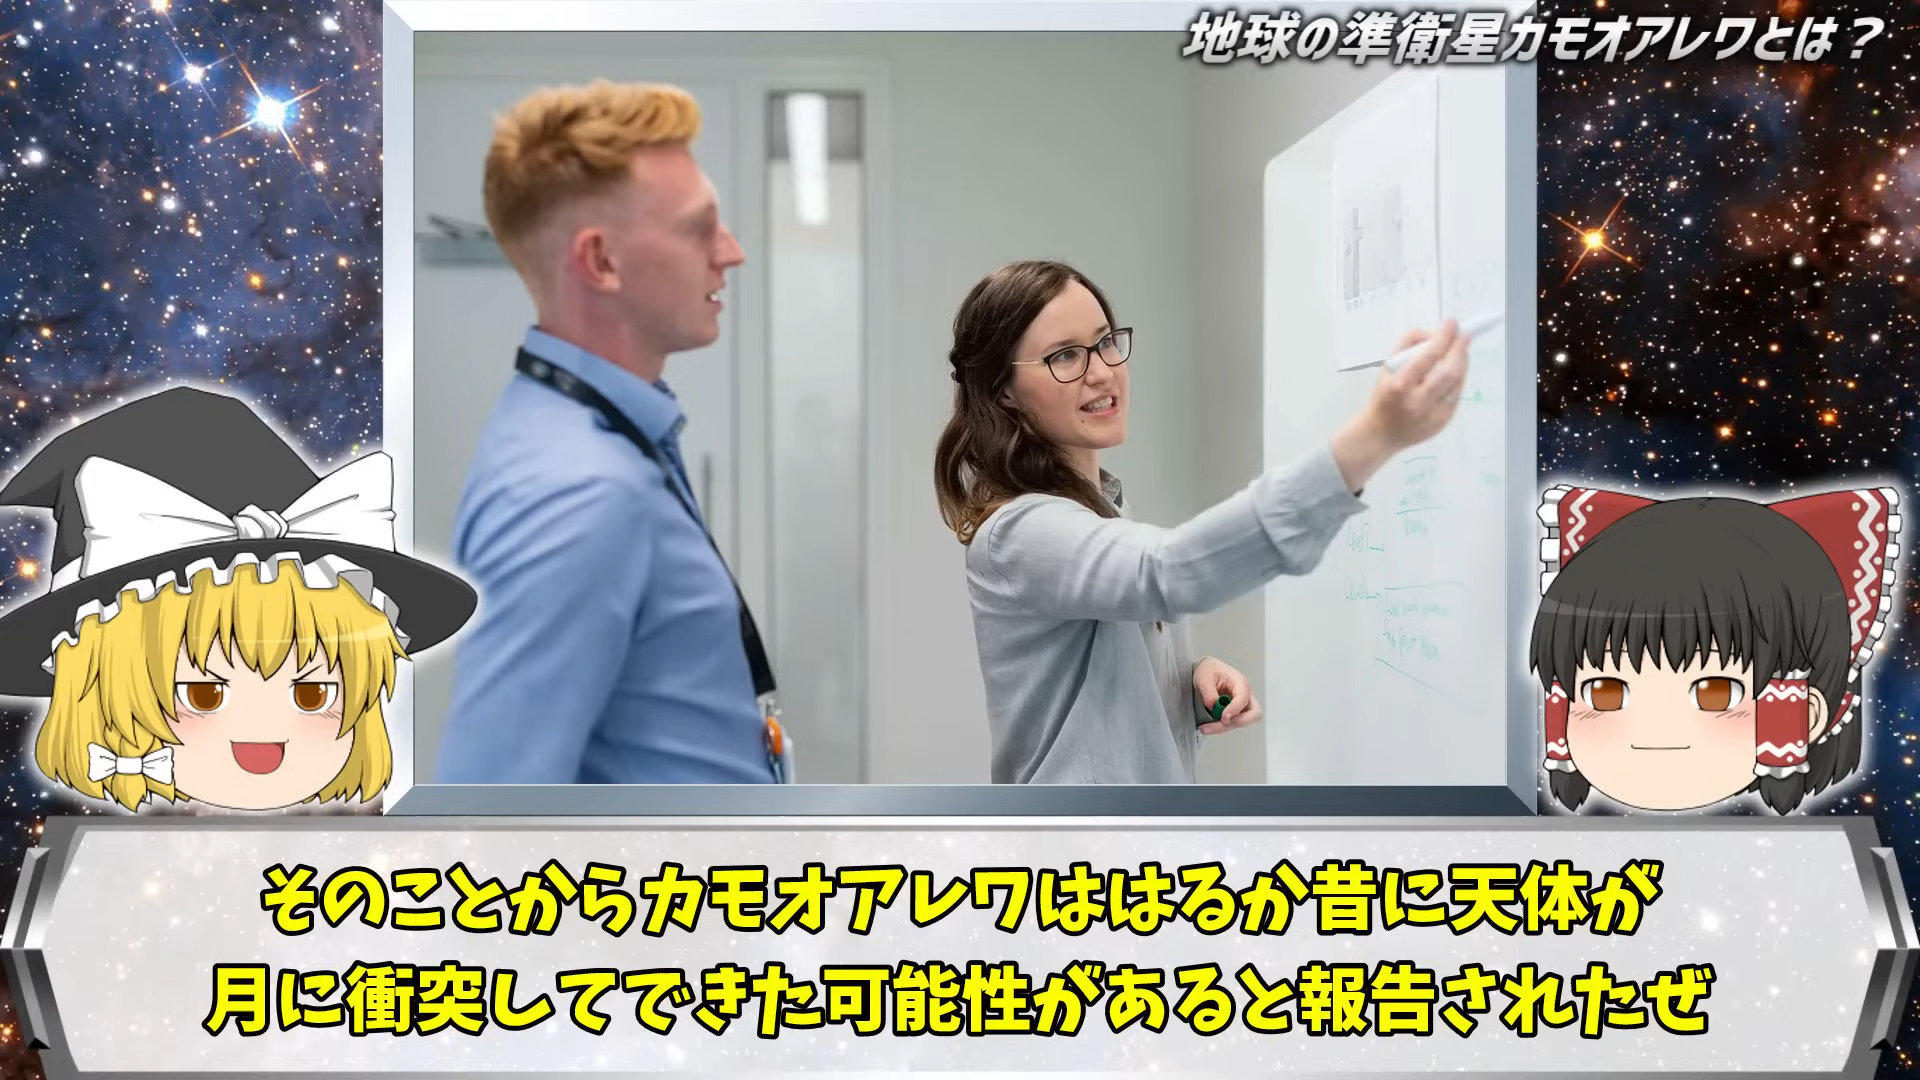 地球の準衛星カモオアレワとは？
そのことからカモオアレワははるか昔に天体が
月に衝突してできた可能性があると報告されたぜ